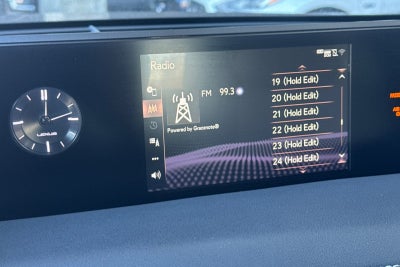 Radio
FM 99.3
Powered by Gracenote®
19 (Hold Edit)
20 (Hold Edit)
21 (Hold Edit)
22 (Hold Edit)
23 (Hold Edit)
24 (Hold Edit)
LEXUS